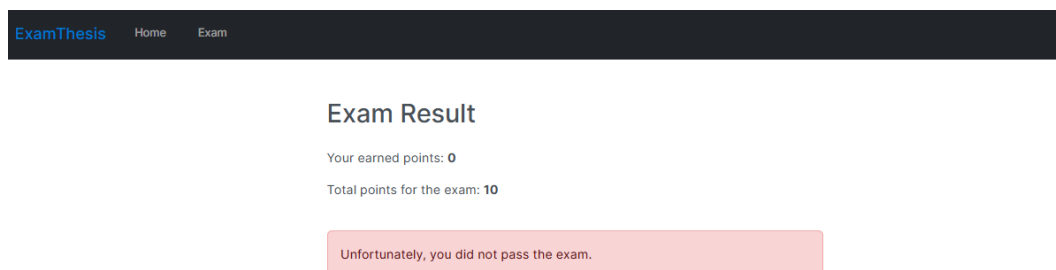 ExamThesis Home Exam
Exam Result
Your earned points: 0
Total points for the exam: 10
Unfortunately, you did not pass the exam.